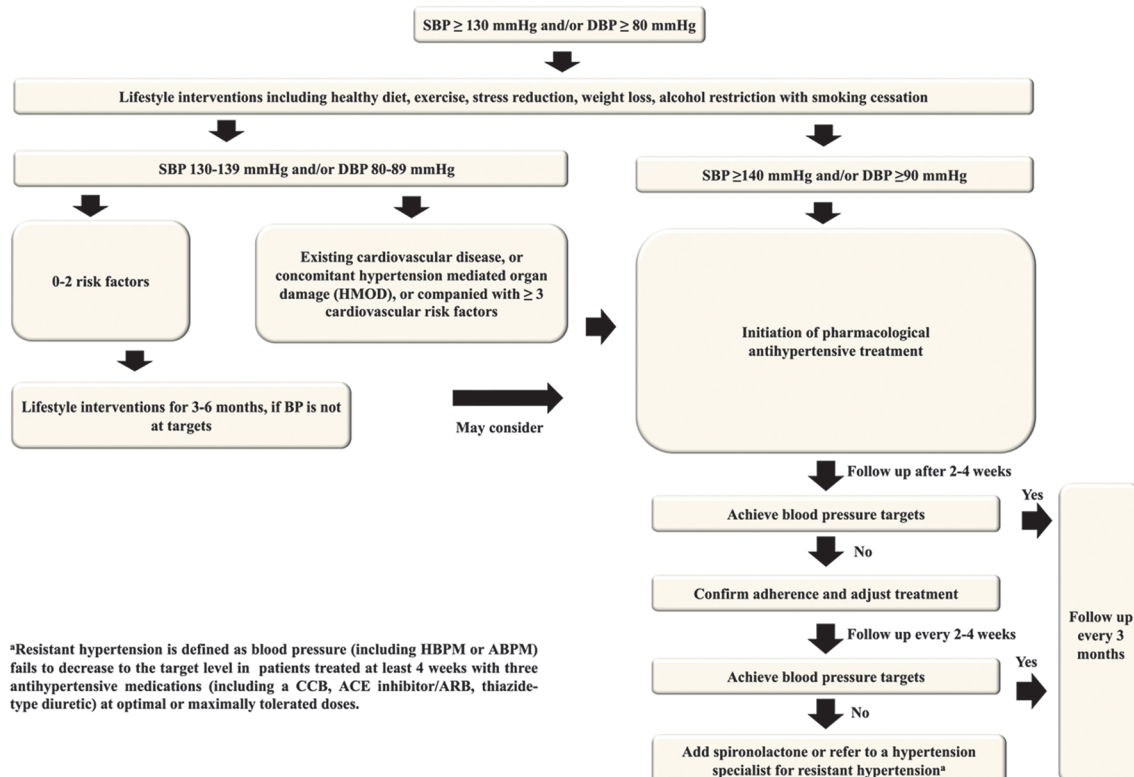 SBP ≥ 130 mmHg and/or DBP ≥ 80 mmHg
Lifestyle interventions including healthy diet, exercise, stress reduction, weight loss, alcohol restriction with smoking cessation
SBP 130-139 mmHg and/or DBP 80-89 mmHg
SBP ≥140 mmHg and/or DBP ≥90 mmHg
0-2 risk factors
Existing cardiovascular disease, or
concomitant hypertension mediated organ
damage (HMOD), or companied with ≥ 3
cardiovascular risk factors
Initiation of pharmacological
antihypertensive treatment
Lifestyle interventions for 3-6 months, if BP is not
at targets
May consider
Follow up after 2-4 weeks
Achieve blood pressure targets
Yes
No
Confirm adherence and adjust treatment
Follow up every 2-4 weeks
Achieve blood pressure targets
Yes
No
Add spironolactone or refer to a hypertension
specialist for resistant hypertensionᵃ
Follow up
every 3
months
ᵃResistant hypertension is defined as blood pressure (including HBPM or ABPM)
fails to decrease to the target level in patients treated at least 4 weeks with three
antihypertensive medications (including a CCB, ACE inhibitor/ARB, thiazide-
type diuretic) at optimal or maximally tolerated doses.